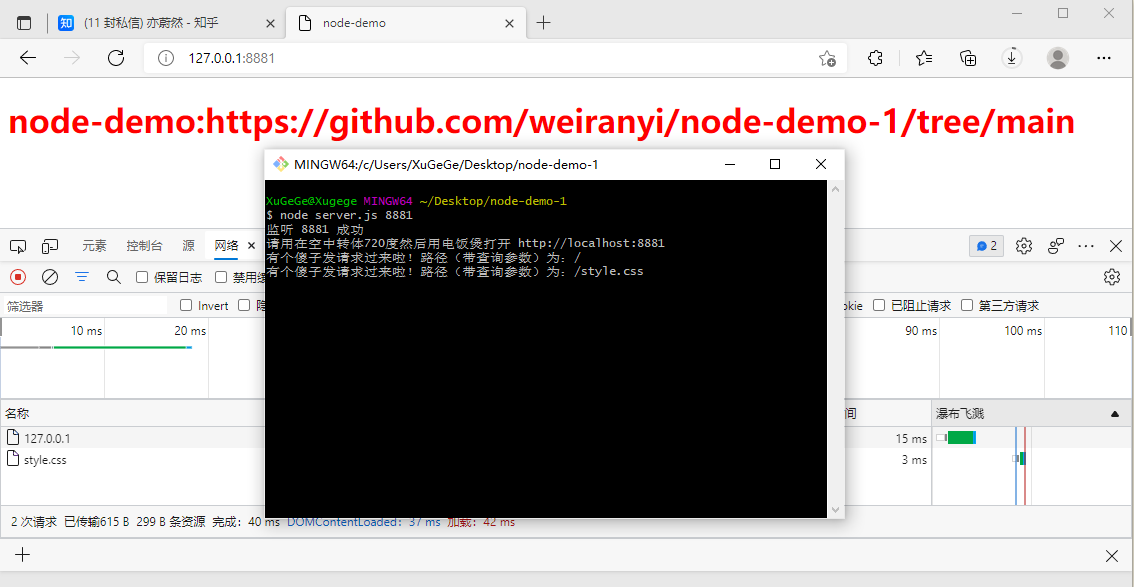 (11 封私信) 亦蔚然 - 知乎
node-demo
127.0.0.1:8881
node-demo:https://github.com/weiranyi/node-demo-1/tree/main
MINGW64:/c/Users/XuGeGe/Desktop/node-demo-1
XuGeGe@Xugege MINGW64 ~/Desktop/node-demo-1
$ node server.js 8881
监听 8881 成功
请用在空中转体720度然后用电饭煲打开 http://localhost:8881
有个傻子发请求过来啦！路径（带查询参数）为：/
有个傻子发请求过来啦！路径（带查询参数）为：/style.css
元素 控制台 源 网络 2
保留日志 禁用缓
筛选器 Invert 隐 okie 已阻止请求 第三方请求
10 ms 20 ms 90 ms 100 ms 110
名称 间 瀑布飞溅
127.0.0.1 15 ms
style.css 3 ms
2 次请求 已传输615 B 299 B 条资源 完成：40 ms DOMContentLoaded：37 ms 加载：42 ms